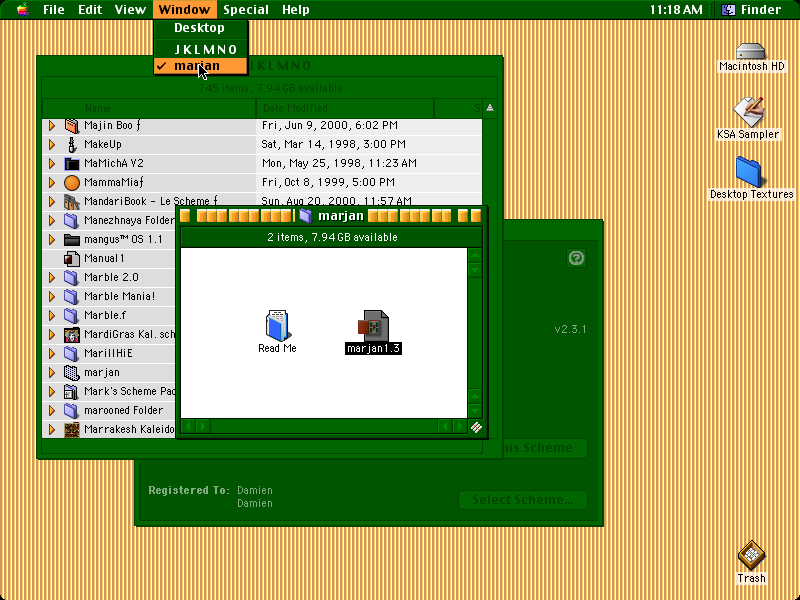 File Edit View Window Special Help 11:18 AM Finder
Desktop
JKLMNO
marjan
JKLMNO
745 items, 7.94 GB available
Name Date Modified S
Majin Boo ƒ Fri, Jun 9, 2000, 6:02 PM
MakeUp Sat, Mar 14, 1998, 3:00 PM
MaMichA V2 Mon, May 25, 1998, 11:23 AM
MammaMiaƒ Fri, Oct 8, 1999, 5:00 PM
MandariBook - Le Scheme ƒ Sun, Aug 20, 2000, 11:57 AM
Manezhnaya Folder
mangus™ OS 1.1
Manual1
Marble 2.0
Marble Mania!
Marble.f
MardiGras Kal. sch
MarillHiE
marjan
Mark's Scheme Pac
marooned Folder
Marrakesh Kaleido
marjan
2 items, 7.94 GB available
Read Me
marjan1.3
v2.3.1
his Scheme
Registered To: Damien
Damien
Select Scheme...
Macintosh HD
KSA Sampler
Desktop Textures
Trash